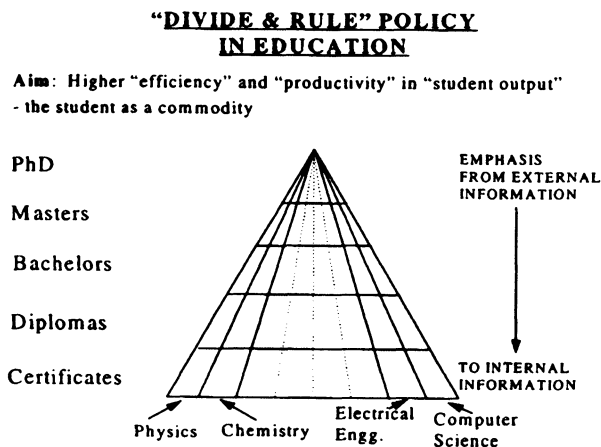 “DIVIDE & RULE” POLICY
IN EDUCATION
Aim: Higher “efficiency” and “productivity” in “student output”
- the student as a commodity
PhD
Masters
Bachelors
Diplomas
Certificates
EMPHASIS
FROM EXTERNAL
INFORMATION
TO INTERNAL
INFORMATION
Physics
Chemistry
Electrical
Engg.
Computer
Science